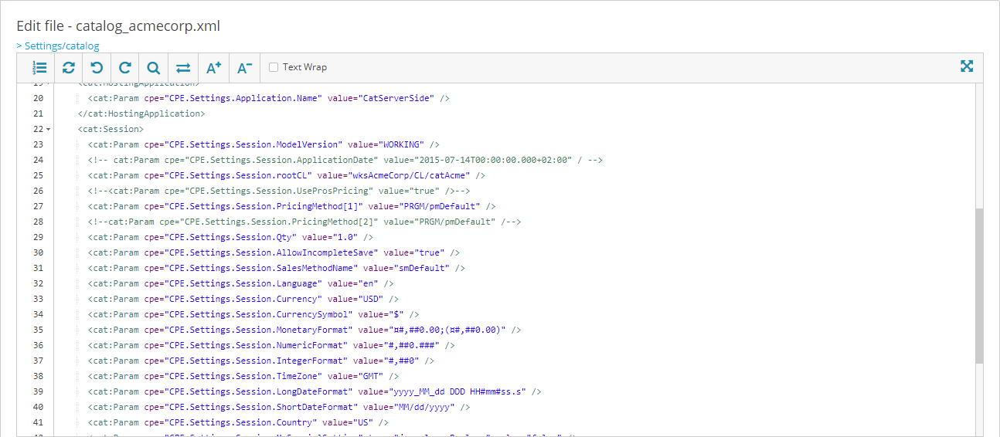 Edit file - catalog_acmecorp.xml
> Settings/catalog
A+ A- Text Wrap
19 <cat:HostingApplication>
20 <cat:Param cpe="CPE.Settings.Application.Name" value="CatServerSide" />
21 </cat:HostingApplication>
22 <cat:Session>
23 <cat:Param cpe="CPE.Settings.Session.ModelVersion" value="WORKING" />
24 <!-- cat:Param cpe="CPE.Settings.Session.ApplicationDate" value="2015-07-14T00:00:00.000+02:00" / -->
25 <cat:Param cpe="CPE.Settings.Session.rootCL" value="wksAcmeCorp/CL/catAcme" />
26 <!--<cat:Param cpe="CPE.Settings.Session.UseProsPricing" value="true" />-->
27 <cat:Param cpe="CPE.Settings.Session.PricingMethod[1]" value="PRGM/pmDefault" />
28 <!--cat:Param cpe="CPE.Settings.Session.PricingMethod[2]" value="PRGM/pmDefault" /-->
29 <cat:Param cpe="CPE.Settings.Session.Qty" value="1.0" />
30 <cat:Param cpe="CPE.Settings.Session.AllowIncompleteSave" value="true" />
31 <cat:Param cpe="CPE.Settings.Session.SalesMethodName" value="smDefault" />
32 <cat:Param cpe="CPE.Settings.Session.Language" value="en" />
33 <cat:Param cpe="CPE.Settings.Session.Currency" value="USD" />
34 <cat:Param cpe="CPE.Settings.Session.CurrencySymbol" value="$" />
35 <cat:Param cpe="CPE.Settings.Session.MonetaryFormat" value="¤#,##0.00;(¤#,##0.00)" />
36 <cat:Param cpe="CPE.Settings.Session.NumericFormat" value="#,##0.###" />
37 <cat:Param cpe="CPE.Settings.Session.IntegerFormat" value="#,##0" />
38 <cat:Param cpe="CPE.Settings.Session.TimeZone" value="GMT" />
39 <cat:Param cpe="CPE.Settings.Session.LongDateFormat" value="yyyy_MM_dd DDD HH#mm#ss.s" />
40 <cat:Param cpe="CPE.Settings.Session.ShortDateFormat" value="MM/dd/yyyy" />
41 <cat:Param cpe="CPE.Settings.Session.Country" value="US" />